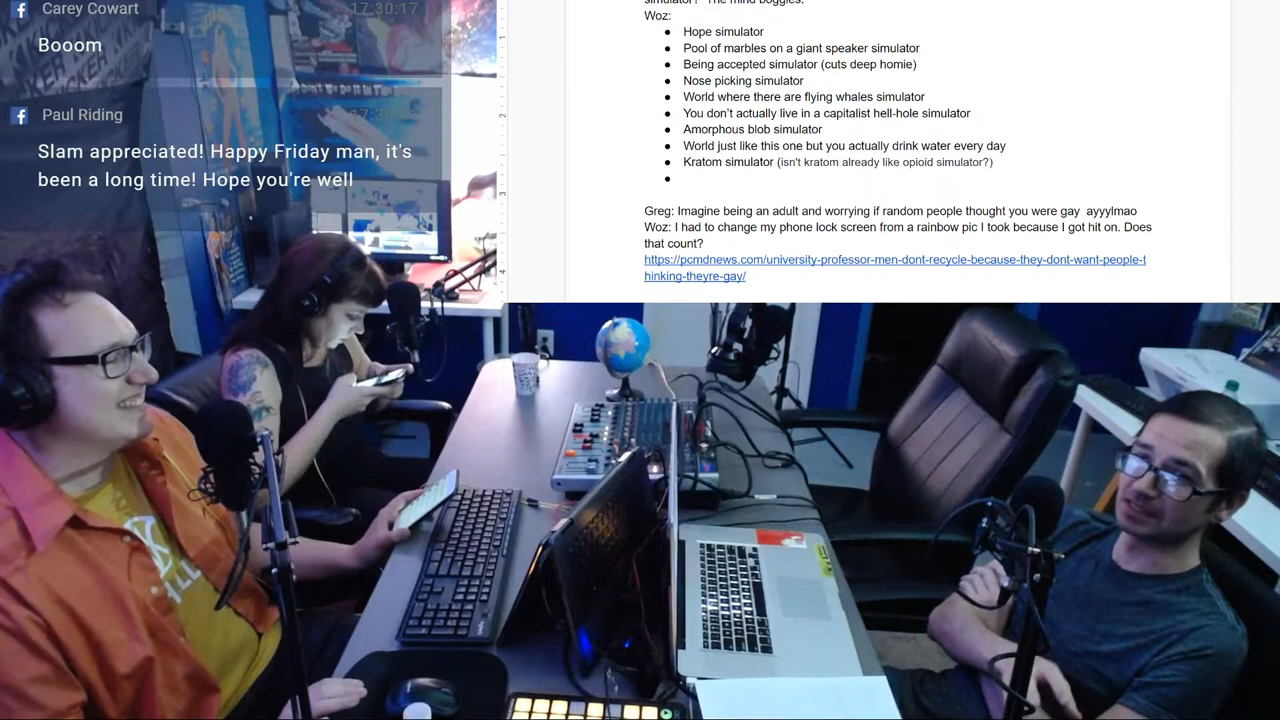 Carey Cowart
17:30:17
Booom
Paul Riding
Slam appreciated! Happy Friday man, it's
been a long time! Hope you're well
Woz:
● Hope simulator
● Pool of marbles on a giant speaker simulator
● Being accepted simulator (cuts deep homie)
● Nose picking simulator
● World where there are flying whales simulator
● You don't actually live in a capitalist hell-hole simulator
● Amorphous blob simulator
● World just like this one but you actually drink water every day
● Kratom simulator (isn't kratom already like opioid simulator?)
●
Greg: Imagine being an adult and worrying if random people thought you were gay  ayyylmao
Woz: I had to change my phone lock screen from a rainbow pic I took because I got hit on. Does
that count?
https://pcmdnews.com/university-professor-men-dont-recycle-because-they-dont-want-people-t
hinking-theyre-gay/